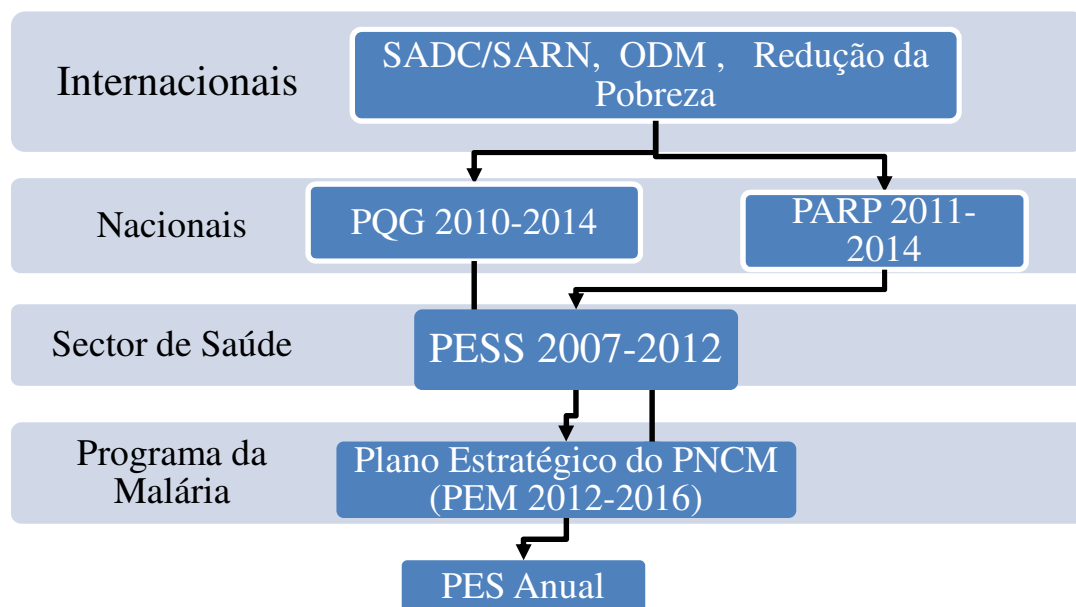 Internacionais
SADC/SARN, ODM , Redução da
Pobreza
Nacionais
PQG 2010-2014
PARP 2011-
2014
Sector de Saúde
PESS 2007-2012
Programa da
Malária
Plano Estratégico do PNCM
(PEM 2012-2016)
PES Anual